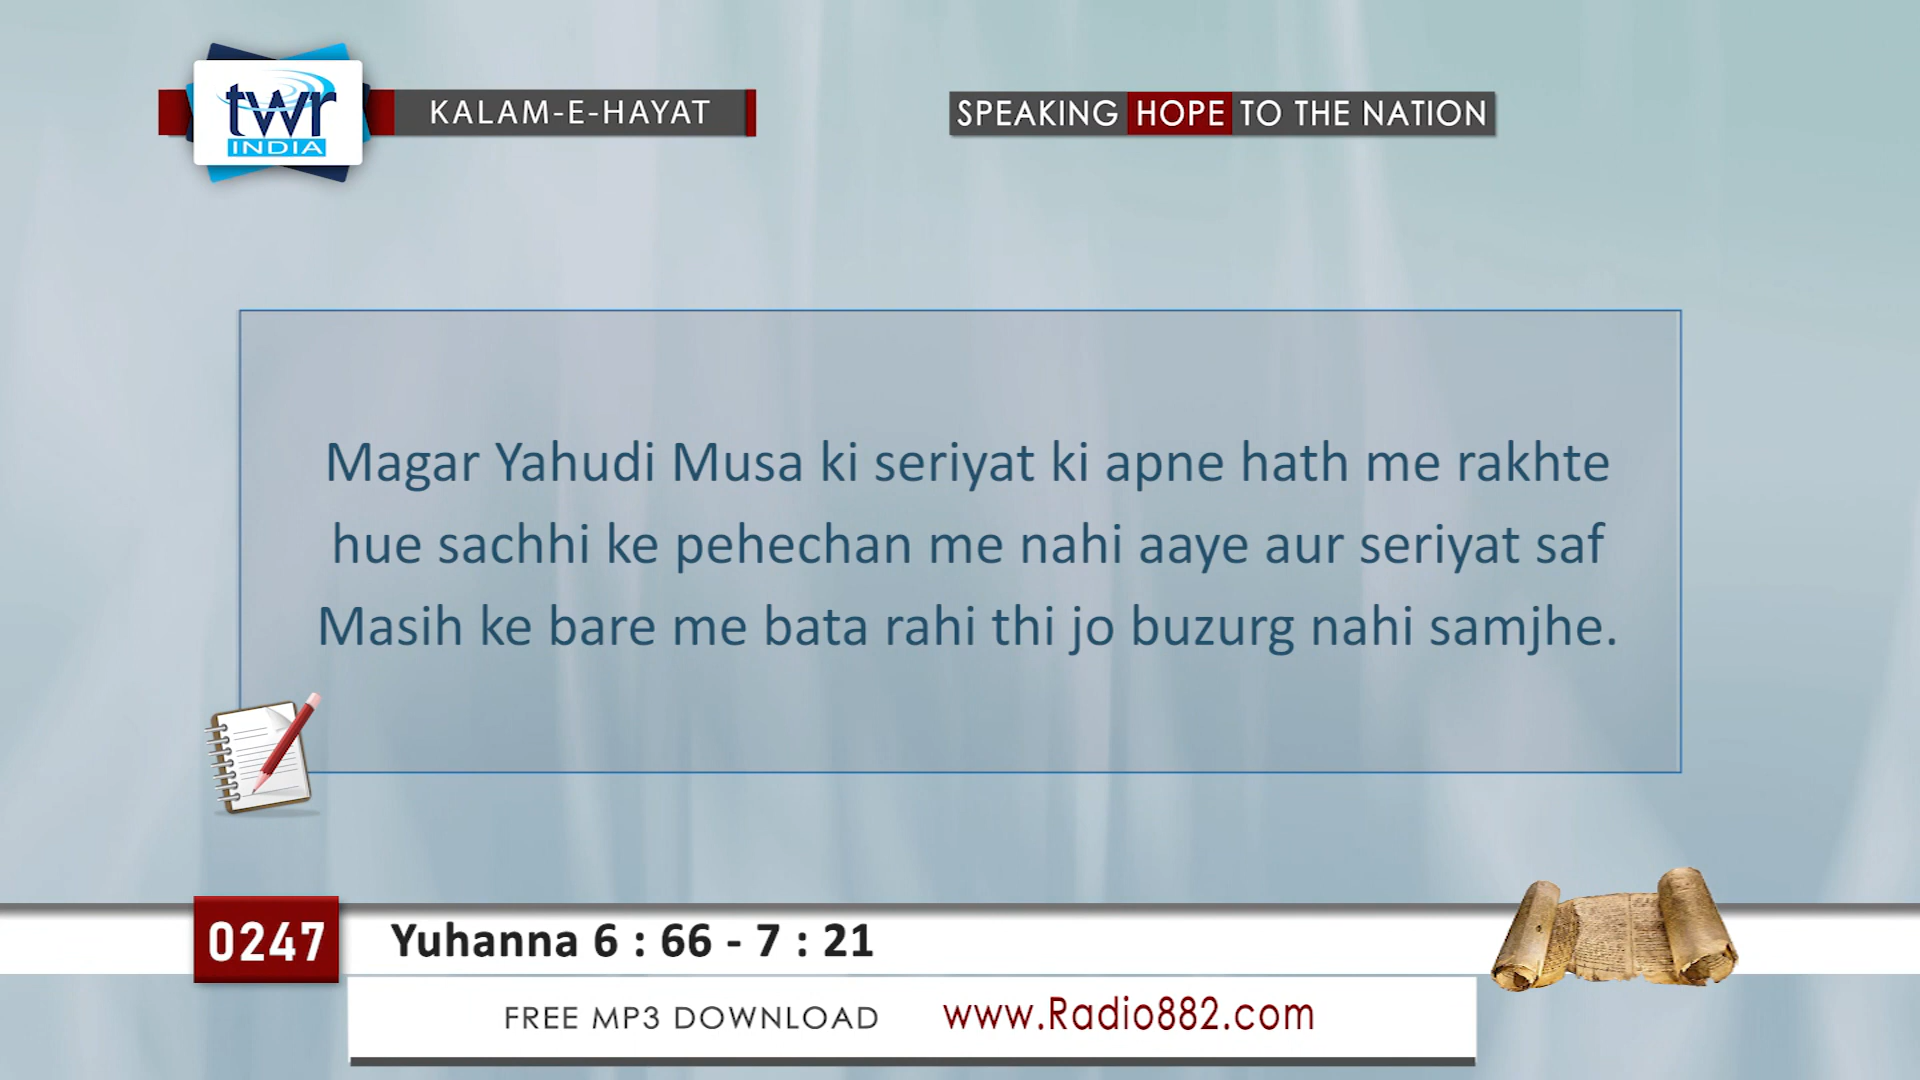 twr
INDIA
KALAM-E-HAYAT
SPEAKING HOPE TO THE NATION
Magar Yahudi Musa ki seriyat ki apne hath me rakhte
hue sachhi ke pehechan me nahi aaye aur seriyat saf
Masih ke bare me bata rahi thi jo buzurg nahi samjhe.
0247
Yuhanna 6 : 66 - 7 : 21
FREE MP3 DOWNLOAD www.Radio882.com